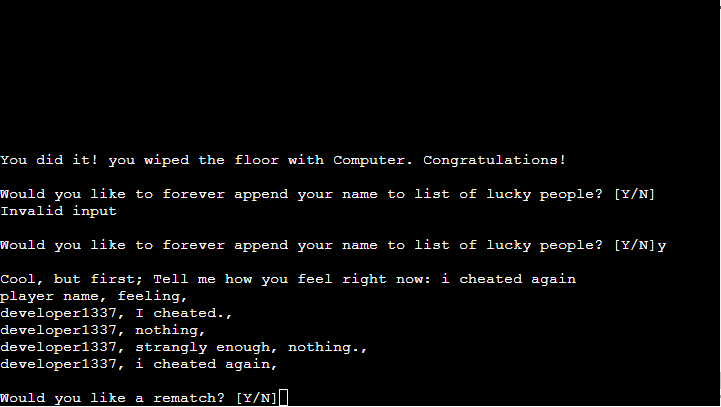 You did it! you wiped the floor with Computer. Congratulations!
Would you like to forever append your name to list of lucky people? [Y/N]
Invalid input
Would you like to forever append your name to list of lucky people? [Y/N]y
Cool, but first; Tell me how you feel right now: i cheated again
player name, feeling,
developer1337, I cheated.,
developer1337, nothing,
developer1337, strangly enough, nothing.,
developer1337, i cheated again,
Would you like a rematch? [Y/N]